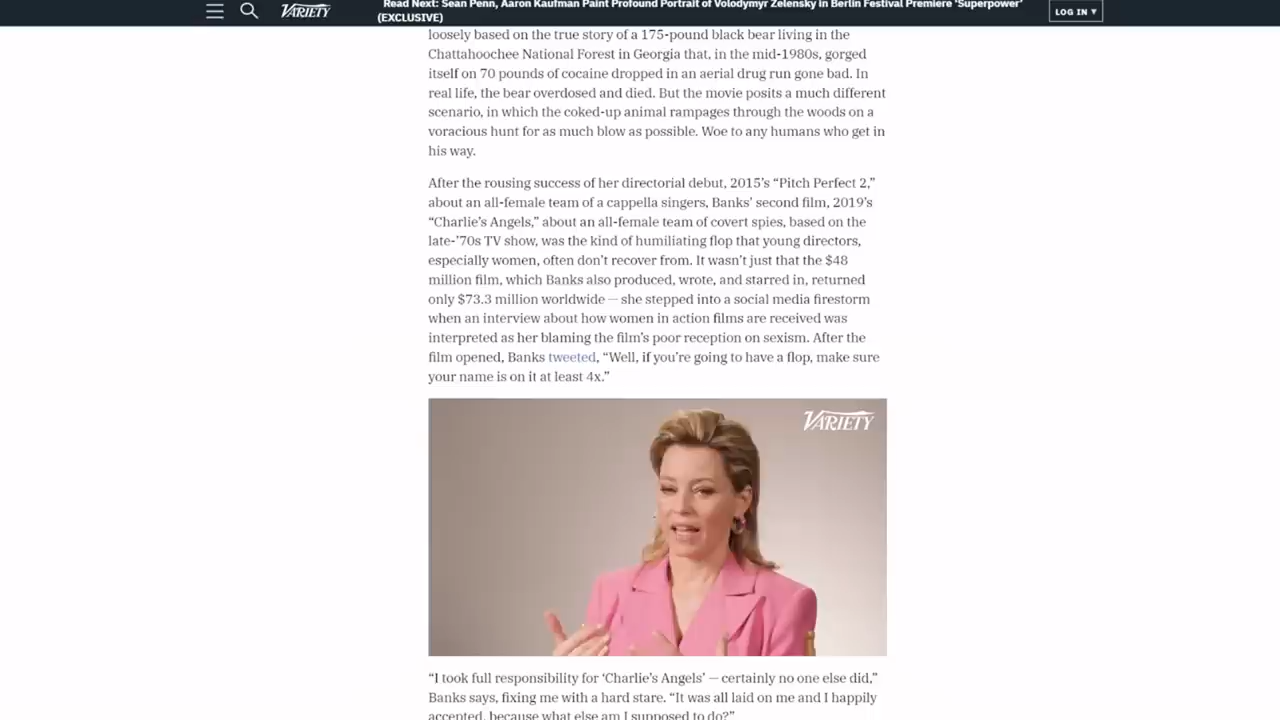 Read Next: Sean Penn, Aaron Kaufman Paint Profound Portrait of Volodymyr Zelensky in Berlin Festival Premiere ‘Superpower’
VARIETY
(EXCLUSIVE)
LOG IN ▾
loosely based on the true story of a 175-pound black bear living in the
Chattahoochee National Forest in Georgia that, in the mid-1980s, gorged
itself on 70 pounds of cocaine dropped in an aerial drug run gone bad. In
real life, the bear overdosed and died. But the movie posits a much different
scenario, in which the coked-up animal rampages through the woods on a
voracious hunt for as much blow as possible. Woe to any humans who get in
his way.
After the rousing success of her directorial debut, 2015’s “Pitch Perfect 2,”
about an all-female team of a cappella singers, Banks’ second film, 2019’s
“Charlie’s Angels,” about an all-female team of covert spies, based on the
late-’70s TV show, was the kind of humiliating flop that young directors,
especially women, often don’t recover from. It wasn’t just that the $48
million film, which Banks also produced, wrote, and starred in, returned
only $73.3 million worldwide — she stepped into a social media firestorm
when an interview about how women in action films are received was
interpreted as her blaming the film’s poor reception on sexism. After the
film opened, Banks tweeted, “Well, if you’re going to have a flop, make sure
your name is on it at least 4x.”
VARIETY
“I took full responsibility for ‘Charlie’s Angels’ — certainly no one else did,”
Banks says, fixing me with a hard stare. “It was all laid on me and I happily
accepted, because what else am I supposed to do?”